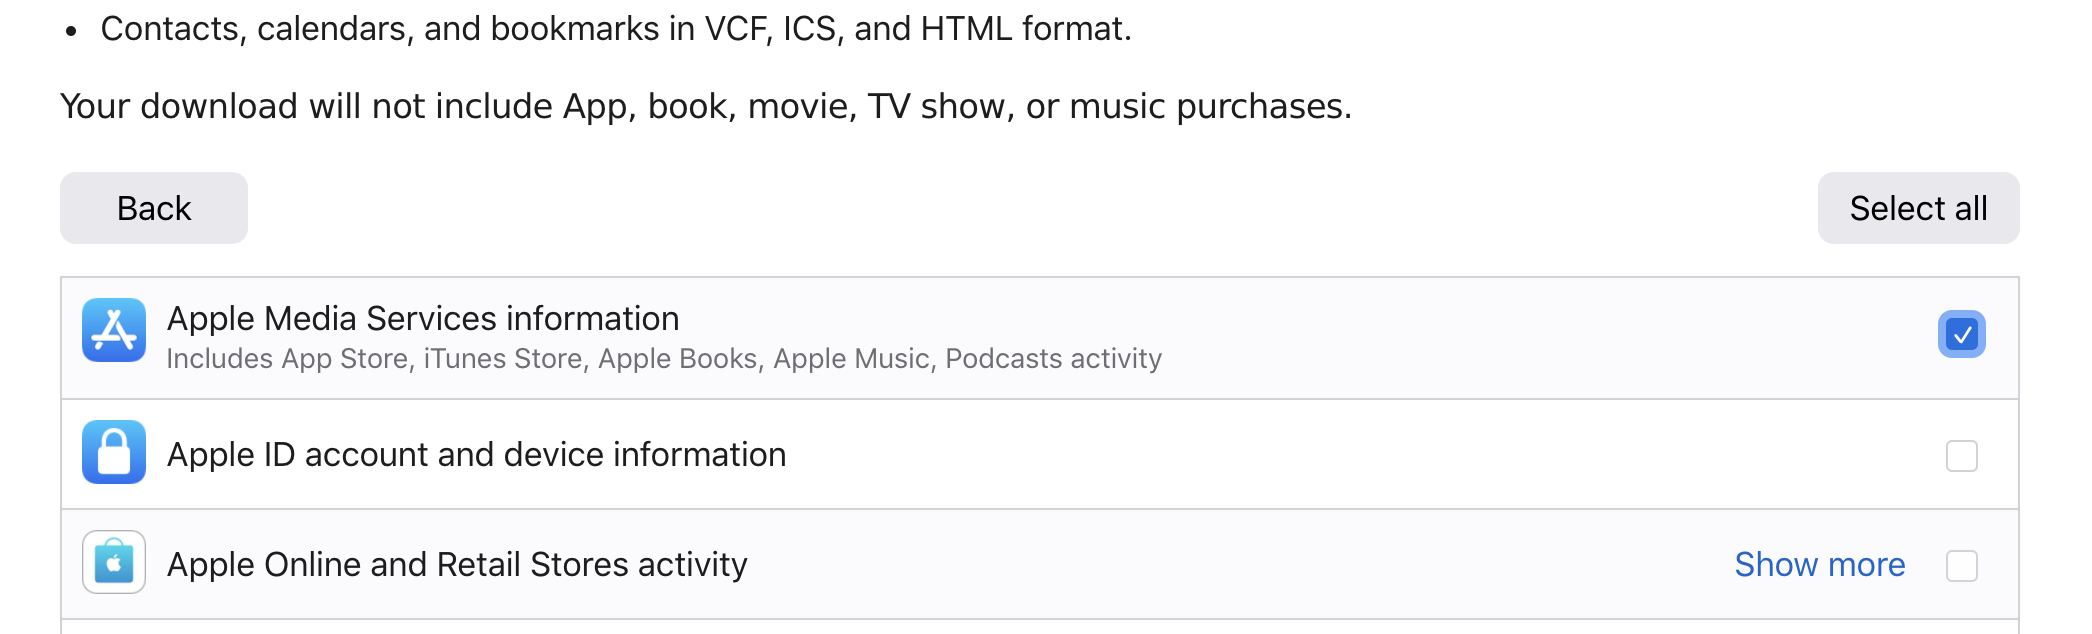 • Contacts, calendars, and bookmarks in VCF, ICS, and HTML format.
Your download will not include App, book, movie, TV show, or music purchases.
Back
Select all
Apple Media Services information
Includes App Store, iTunes Store, Apple Books, Apple Music, Podcasts activity
Apple ID account and device information
Apple Online and Retail Stores activity
Show more